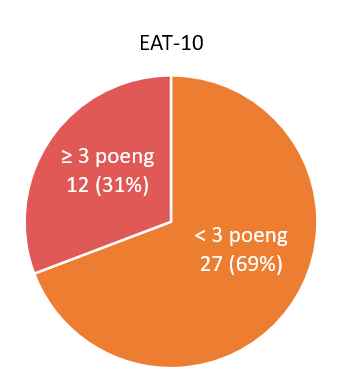 EAT-10
≥ 3 poeng
12 (31%)
< 3 poeng
27 (69%)